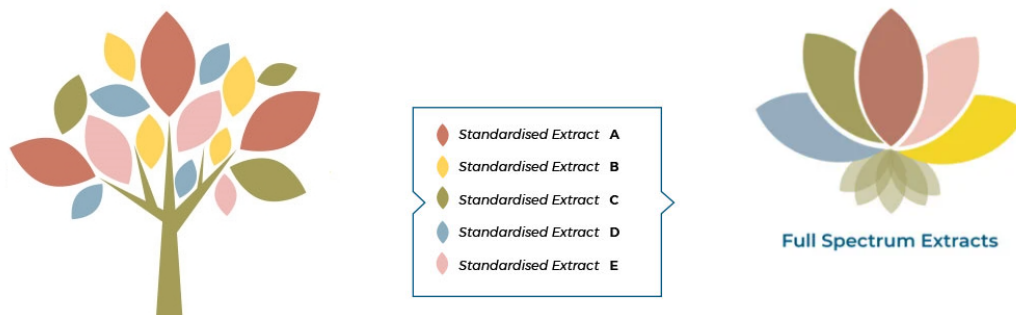 Standardised Extract A
Standardised Extract B
Standardised Extract C
Standardised Extract D
Standardised Extract E
Full Spectrum Extracts